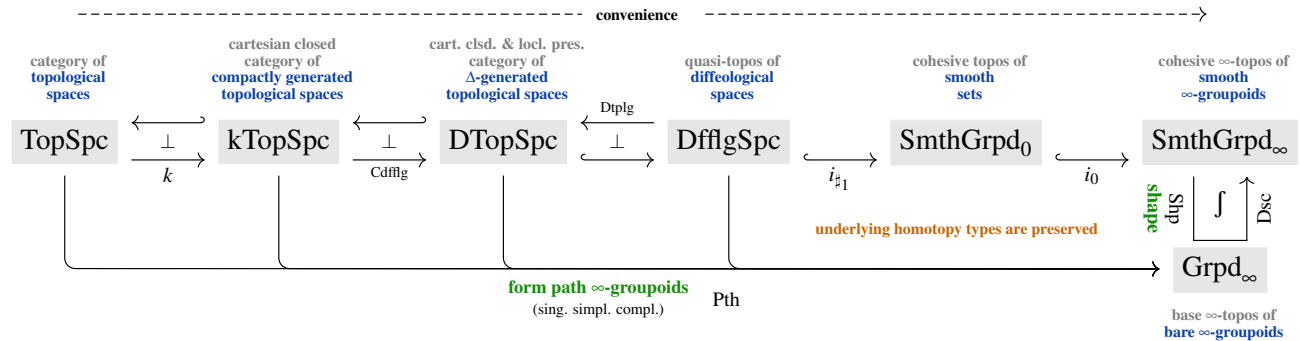 convenience
category of
topological
spaces
cartesian closed
category of
compactly generated
topological spaces
cart. clsd. & locl. pres.
category of
Δ-generated
topological spaces
quasi-topos of
diffeological
spaces
cohesive topos of
smooth
sets
cohesive ∞-topos of
smooth
∞-groupoids
TopSpc
⊥
k
kTopSpc
⊥
Cdfflg
DTopSpc
Dtplg
⊥
DfflgSpc
i♯₁
SmthGrpd₀
i₀
SmthGrpd∞
shape
Shp
ʃ
Dsc
underlying homotopy types are preserved
Grpd∞
form path ∞-groupoids
(sing. simpl. compl.)
Pth
base ∞-topos of
bare ∞-groupoids